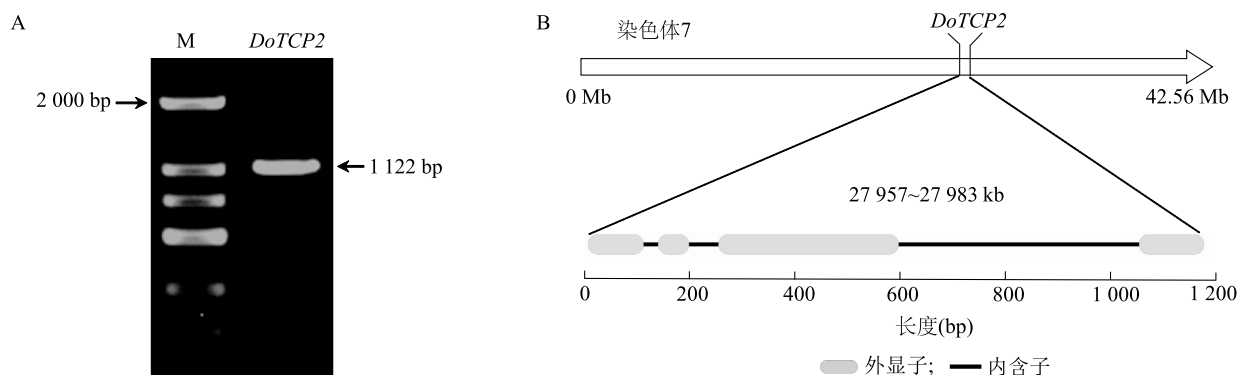 A
M DoTCP2
2 000 bp
1 122 bp
B
DoTCP2
染色体7
0 Mb 42.56 Mb
27 957~27 983 kb
0 200 400 600 800 1 000 1 200
长度(bp)
外显子; 内含子